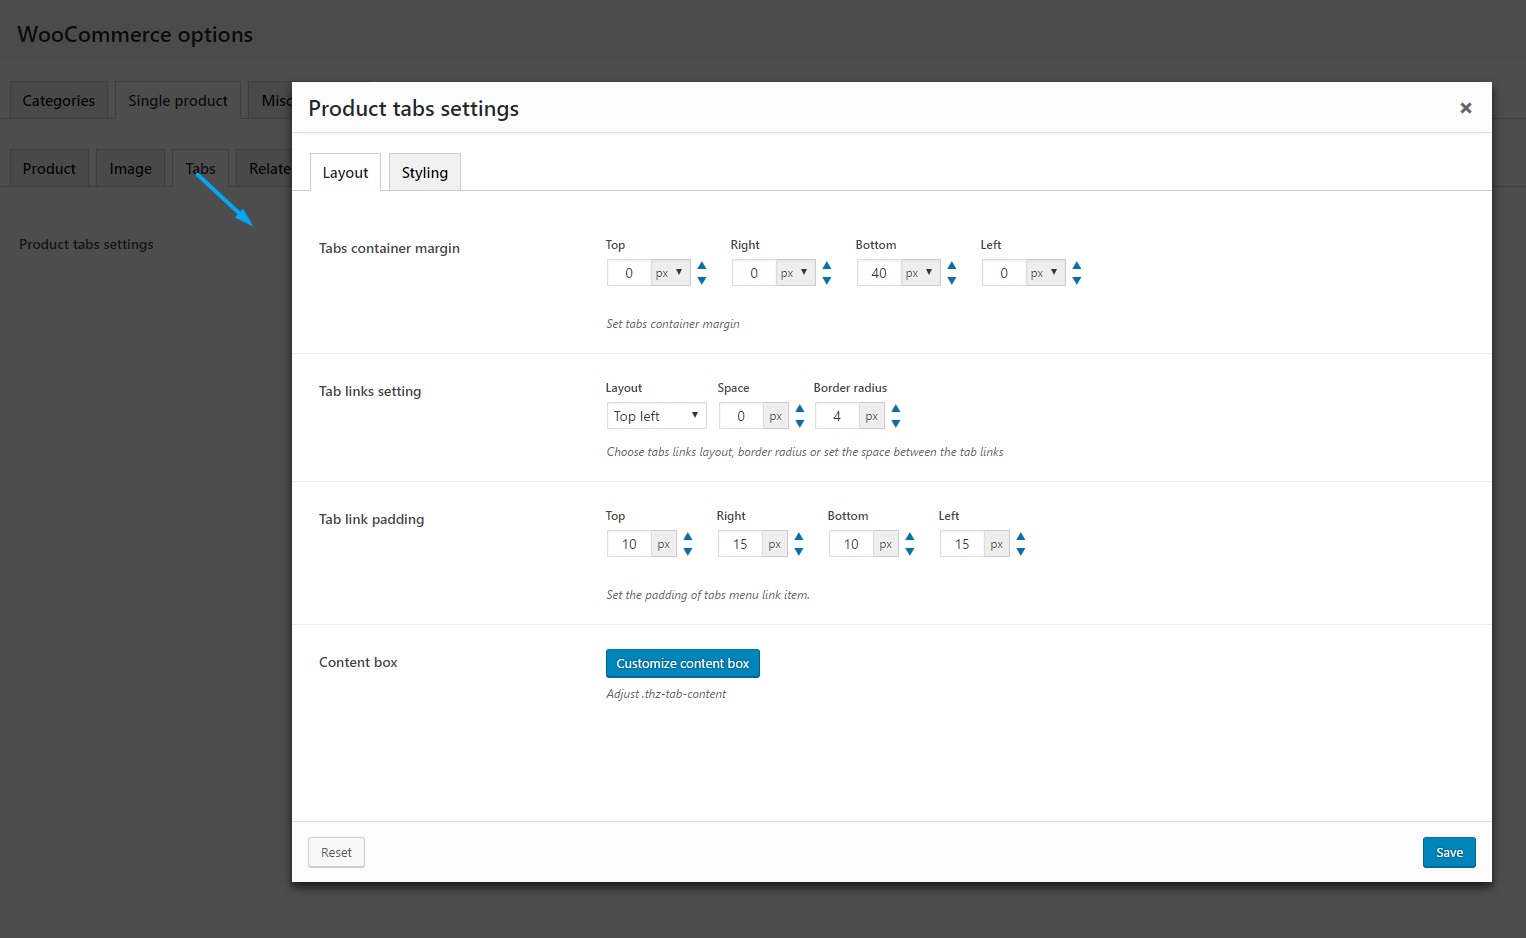 WooCommerce options
Categories Single product Misc
Product tabs settings
Product Image Tabs Relate
Layout Styling
Product tabs settings
Tabs container margin
Top Right Bottom Left
0 px 0 px 40 px 0 px
Set tabs container margin
Tab links setting
Layout Space Border radius
Top left 0 px 4 px
Choose tabs links layout, border radius or set the space between the tab links
Tab link padding
Top Right Bottom Left
10 px 15 px 10 px 15 px
Set the padding of tabs menu link item.
Content box
Customize content box
Adjust .thz-tab-content
Reset Save